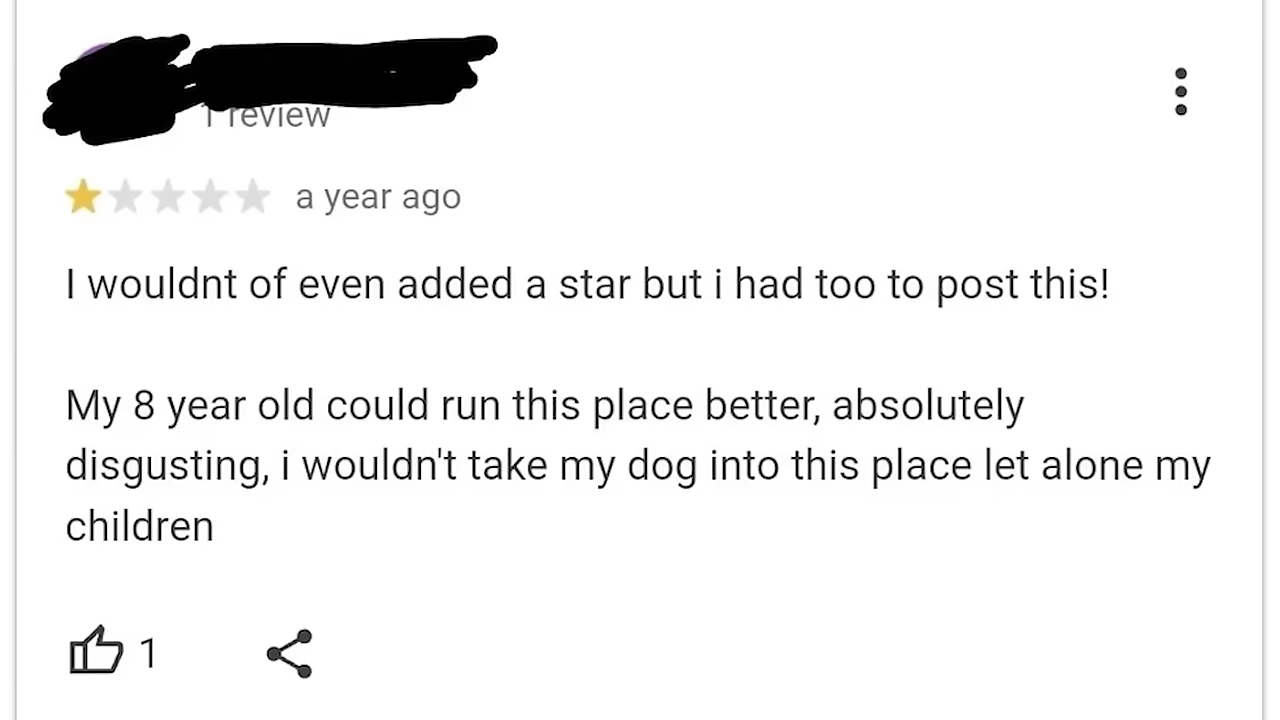 1 review
a year ago
I wouldnt of even added a star but i had too to post this!
My 8 year old could run this place better, absolutely
disgusting, i wouldn't take my dog into this place let alone my
children
1